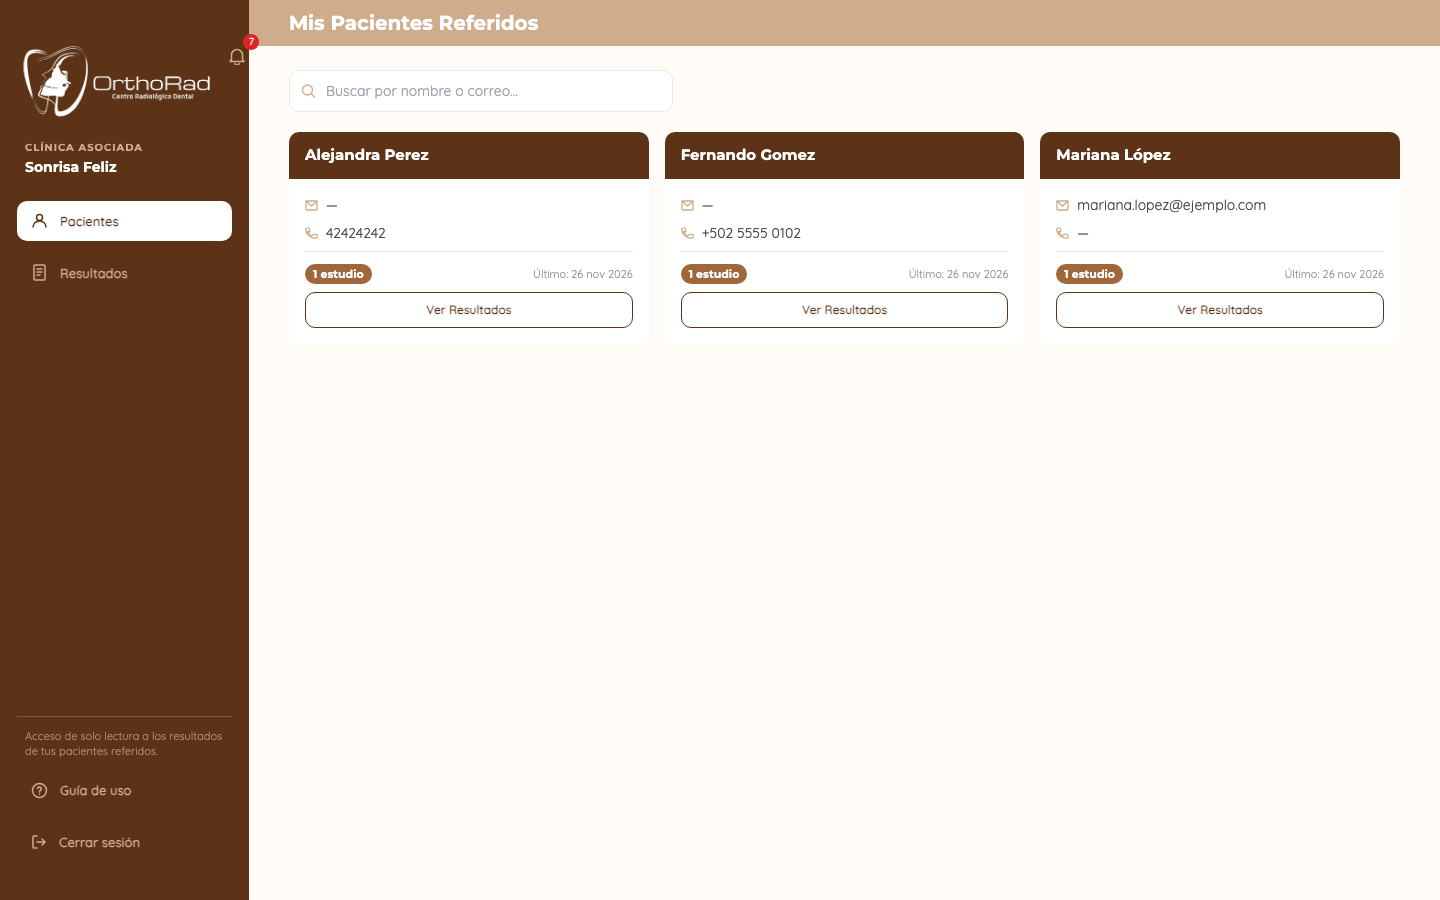 7
OrthoRad
Centro Radiológico Dental
CLÍNICA ASOCIADA
Sonrisa Feliz
Pacientes
Resultados
Acceso de solo lectura a los resultados
de tus pacientes referidos.
Guía de uso
Cerrar sesión
Mis Pacientes Referidos
Buscar por nombre o correo...
Alejandra Perez
—
42424242
1 estudio
Último: 26 nov 2026
Ver Resultados
Fernando Gomez
—
+502 5555 0102
1 estudio
Último: 26 nov 2026
Ver Resultados
Mariana López
mariana.lopez@ejemplo.com
—
1 estudio
Último: 26 nov 2026
Ver Resultados